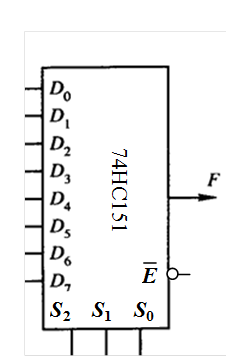 D₀
D₁
D₂
D₃
D₄
D₅
D₆
D₇
74HC151
F
E̅
S₂ S₁ S₀